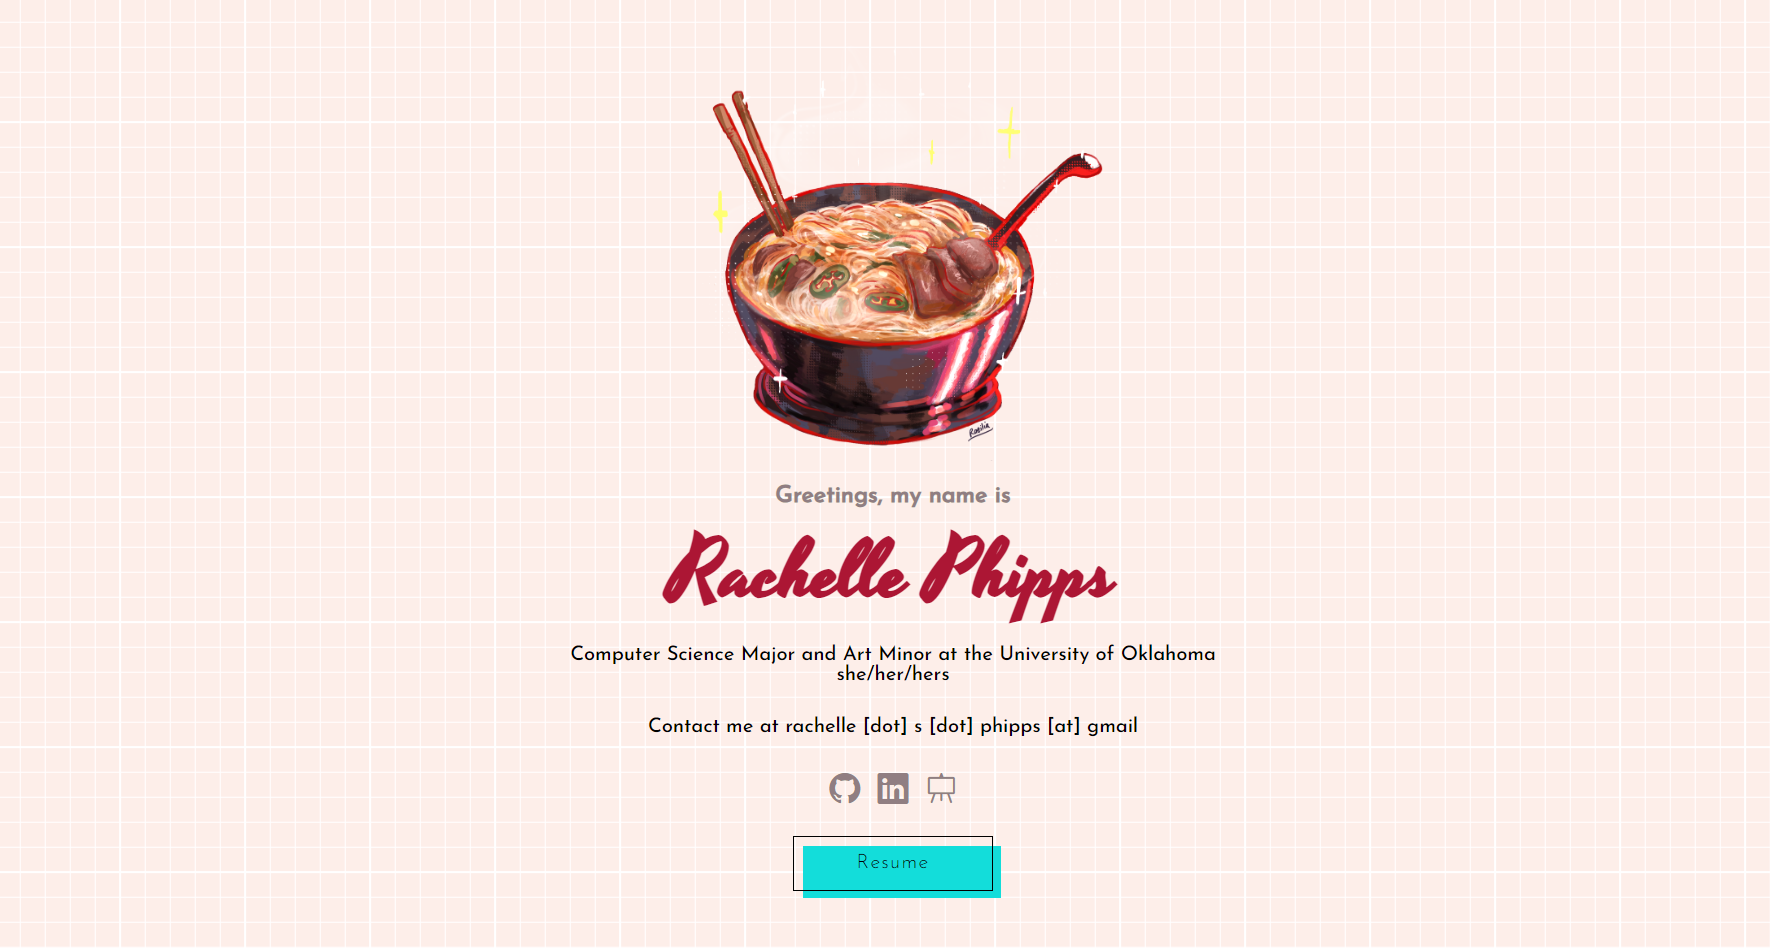 Greetings, my name is
Rachelle Phipps
Computer Science Major and Art Minor at the University of Oklahoma
she/her/hers
Contact me at rachelle [dot] s [dot] phipps [at] gmail
in
Resume